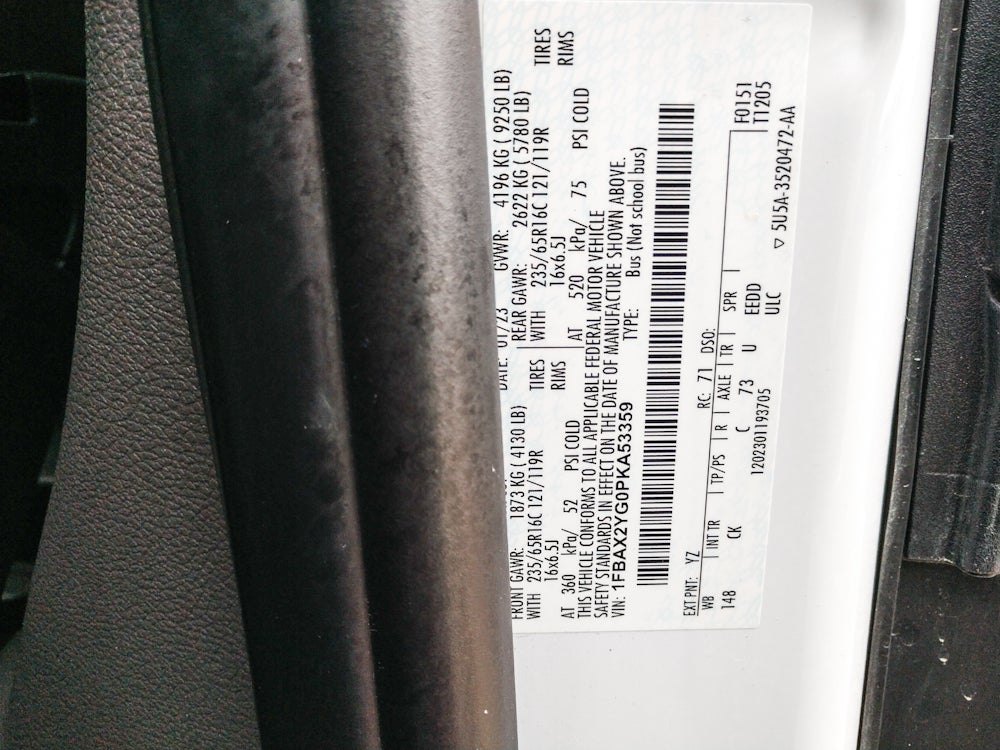 DATE: 01/23 GVWR: 4196 KG ( 9250 LB)
FRONT GAWR: 1873 KG ( 4130 LB) REAR GAWR: 2622 KG ( 5780 LB)
WITH 235/65R16C 121/119R TIRES WITH 235/65R16C 121/119R TIRES
16x6.5J RIMS 16x6.5J RIMS
AT 360 kPa/ 52 PSI COLD AT 520 kPa/ 75 PSI COLD
THIS VEHICLE CONFORMS TO ALL APPLICABLE FEDERAL MOTOR VEHICLE
SAFETY STANDARDS IN EFFECT ON THE DATE OF MANUFACTURE SHOWN ABOVE.
VIN: 1FBAX2YG0PKA53359 TYPE: Bus (Not school bus)
EXT PNT: YZ RC: 71 DSO: F0151
WB INT TR TP/PS R AXLE TR SPR T1205
148 CK C 73 U EEDD
ULC
1202301193705 ▽ 5U5A-3520472-AA